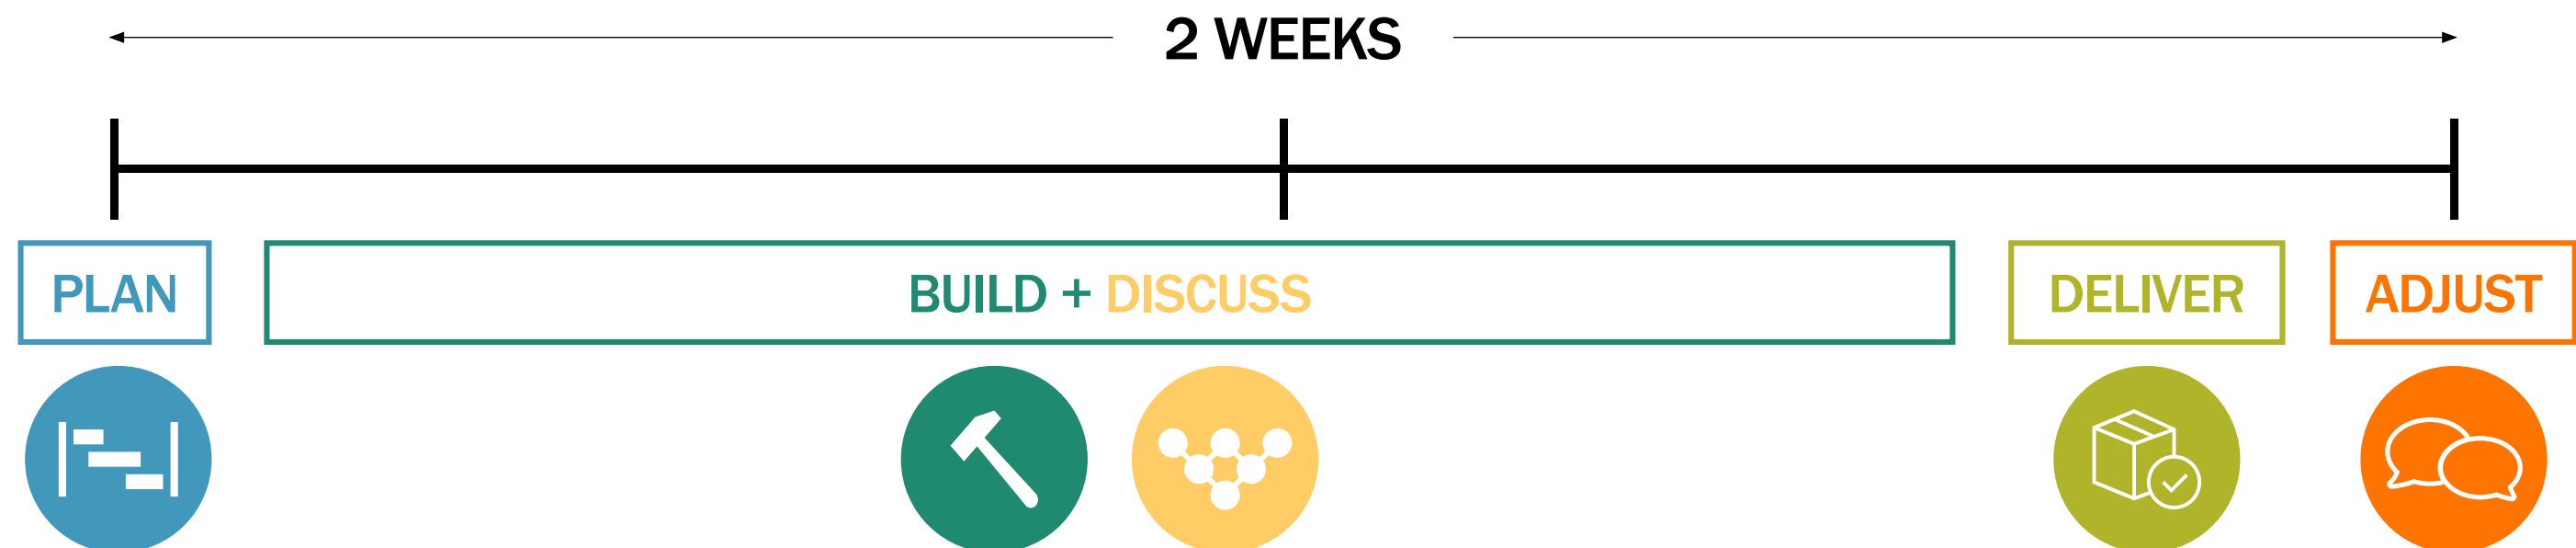 2 WEEKS
PLAN
BUILD + DISCUSS
DELIVER
ADJUST